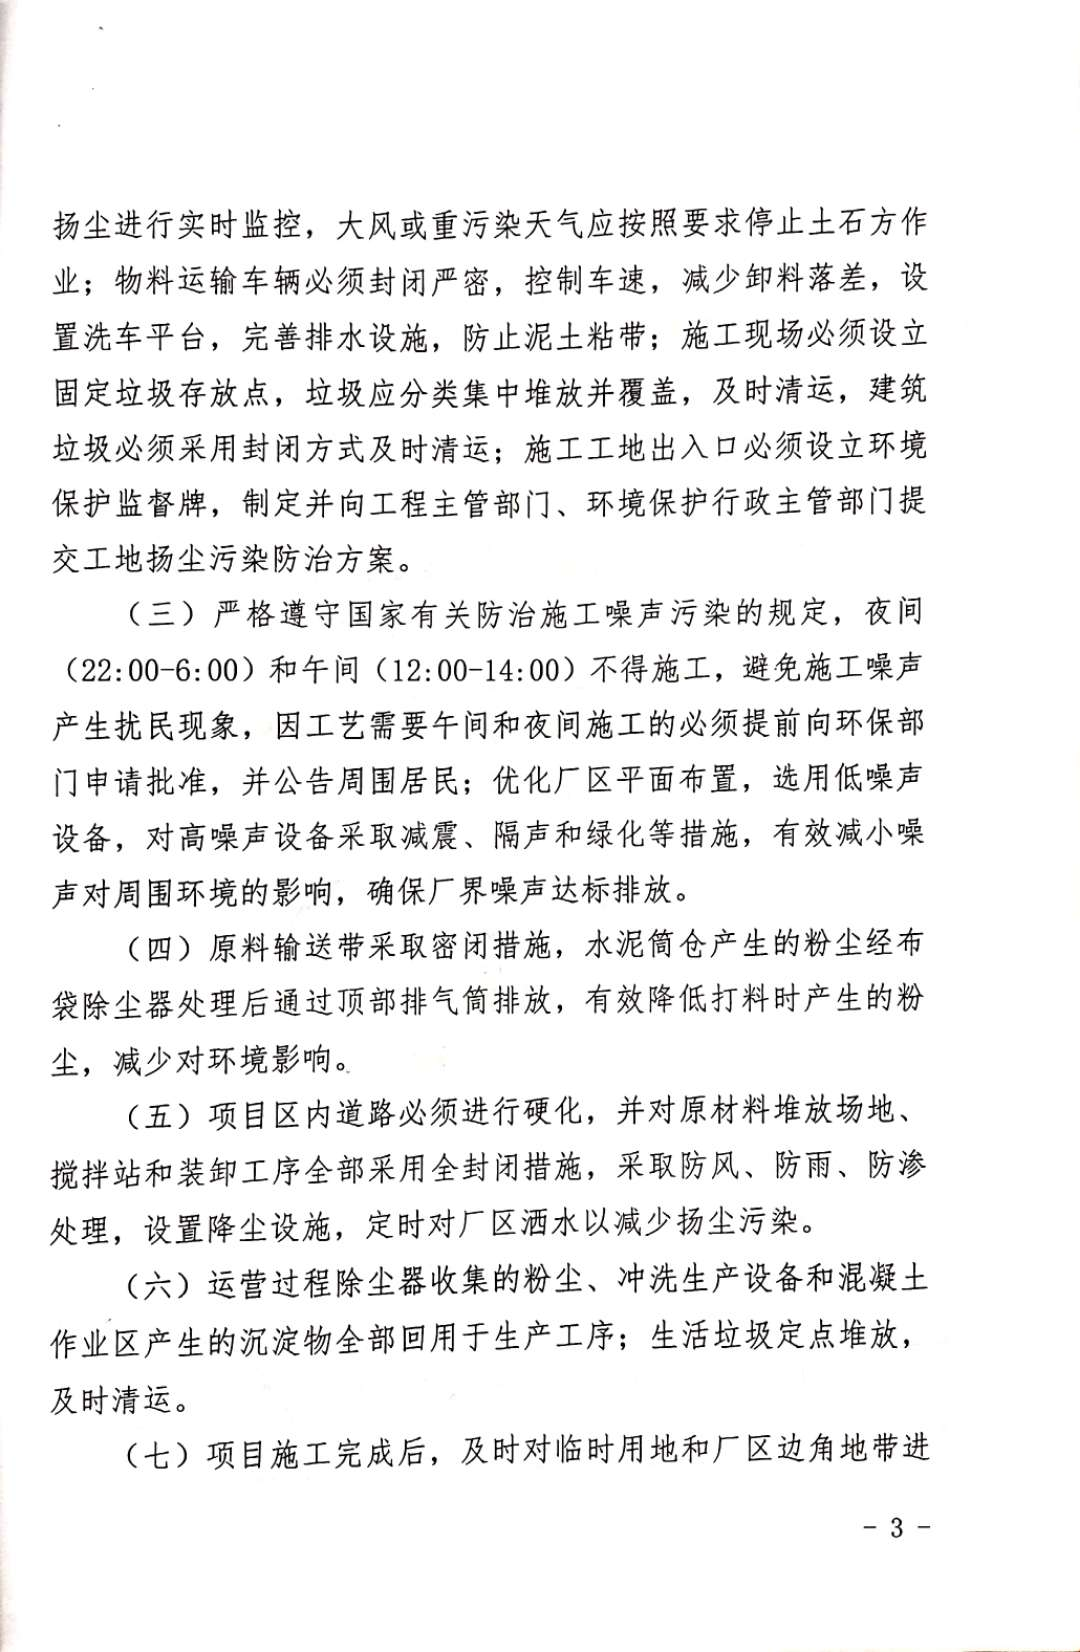 扬尘进行实时监控，大风或重污染天气应按照要求停止土石方作
业；物料运输车辆必须封闭严密，控制车速，减少卸料落差，设
置洗车平台，完善排水设施，防止泥土粘带；施工现场必须设立
固定垃圾存放点，垃圾应分类集中堆放并覆盖，及时清运，建筑
垃圾必须采用封闭方式及时清运；施工工地出入口必须设立环境
保护监督牌，制定并向工程主管部门、环境保护行政主管部门提
交工地扬尘污染防治方案。
（三）严格遵守国家有关防治施工噪声污染的规定，夜间
（22:00-6:00）和午间（12:00-14:00）不得施工，避免施工噪声
产生扰民现象，因工艺需要午间和夜间施工的必须提前向环保部
门申请批准，并公告周围居民；优化厂区平面布置，选用低噪声
设备，对高噪声设备采取减震、隔声和绿化等措施，有效减小噪
声对周围环境的影响，确保厂界噪声达标排放。
（四）原料输送带采取密闭措施，水泥筒仓产生的粉尘经布
袋除尘器处理后通过顶部排气筒排放，有效降低打料时产生的粉
尘，减少对环境影响。
（五）项目区内道路必须进行硬化，并对原材料堆放场地、
搅拌站和装卸工序全部采用全封闭措施，采取防风、防雨、防渗
处理，设置降尘设施，定时对厂区洒水以减少扬尘污染。
（六）运营过程除尘器收集的粉尘、冲洗生产设备和混凝土
作业区产生的沉淀物全部回用于生产工序；生活垃圾定点堆放，
及时清运。
（七）项目施工完成后，及时对临时用地和厂区边角地带进
- 3 -